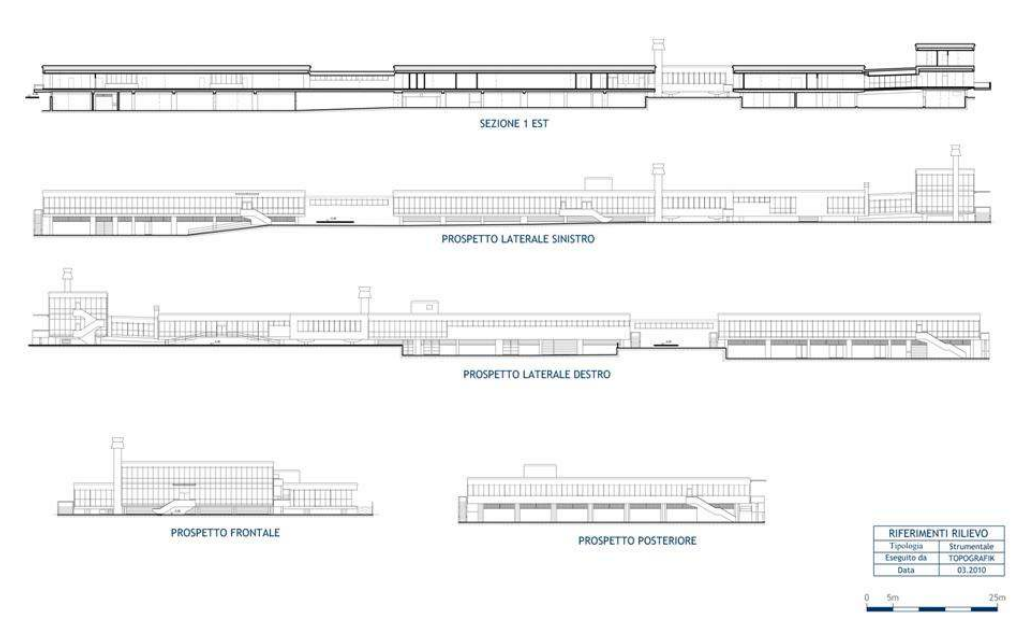 SEZIONE 1 EST
PROSPETTO LATERALE SINISTRO
PROSPETTO LATERALE DESTRO
PROSPETTO FRONTALE
PROSPETTO POSTERIORE
RIFERIMENTI RILIEVO
Tipologia Strumentale
Eseguito da TOPOGRAFIK
Data 03.2010
0 5m 25m